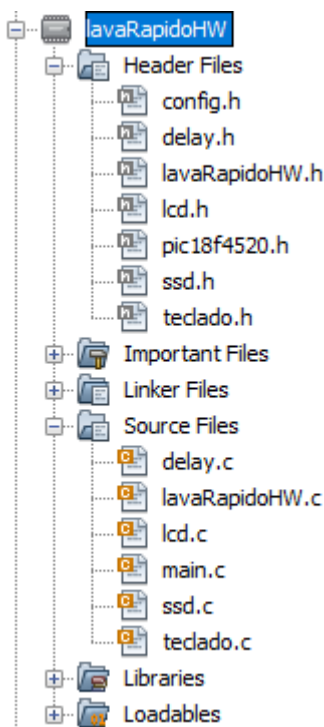 lavaRapidoHW
Header Files
config.h
delay.h
lavaRapidoHW.h
lcd.h
pic18f4520.h
ssd.h
teclado.h
Important Files
Linker Files
Source Files
delay.c
lavaRapidoHW.c
lcd.c
main.c
ssd.c
teclado.c
Libraries
Loadables